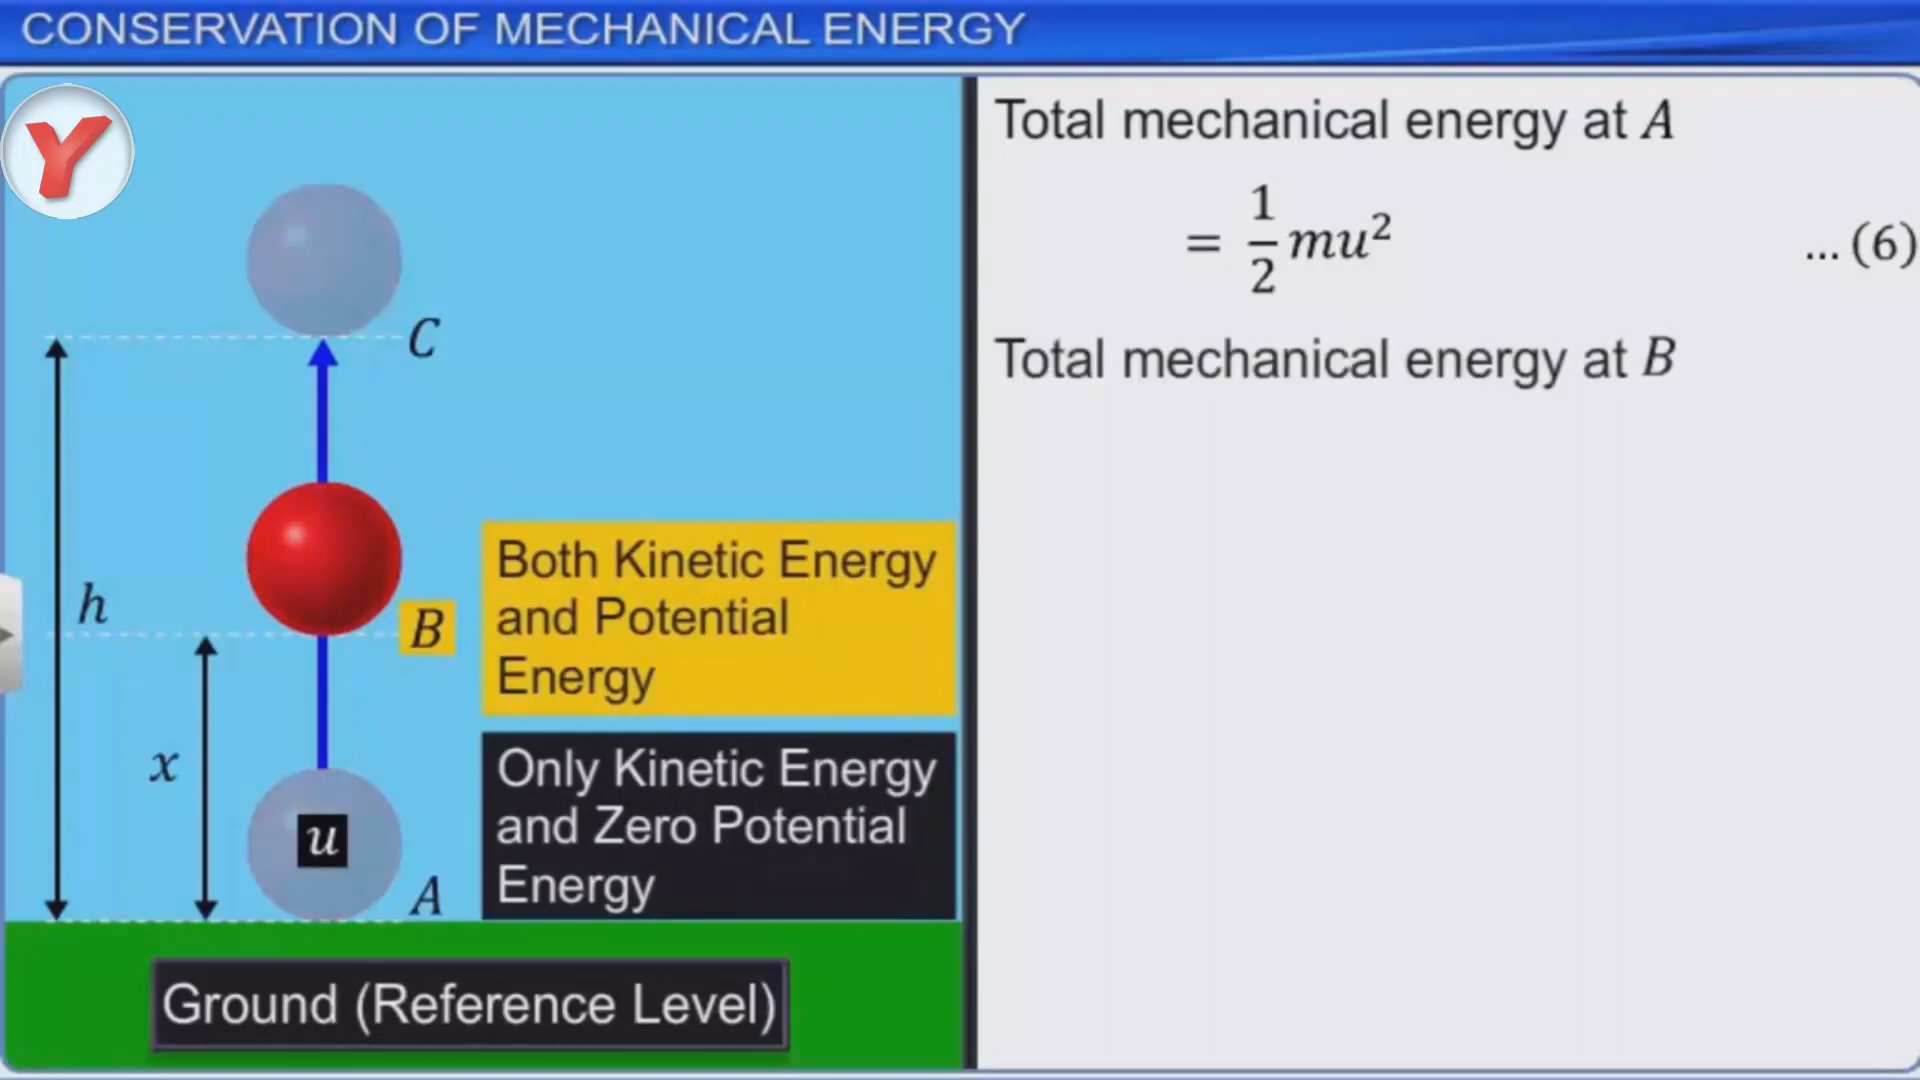 CONSERVATION OF MECHANICAL ENERGY
Y
C
h
B
x
u
A
Both Kinetic Energy
and Potential
Energy
Only Kinetic Energy
and Zero Potential
Energy
Ground (Reference Level)
Total mechanical energy at A
= 1/2 mu² ... (6)
Total mechanical energy at B